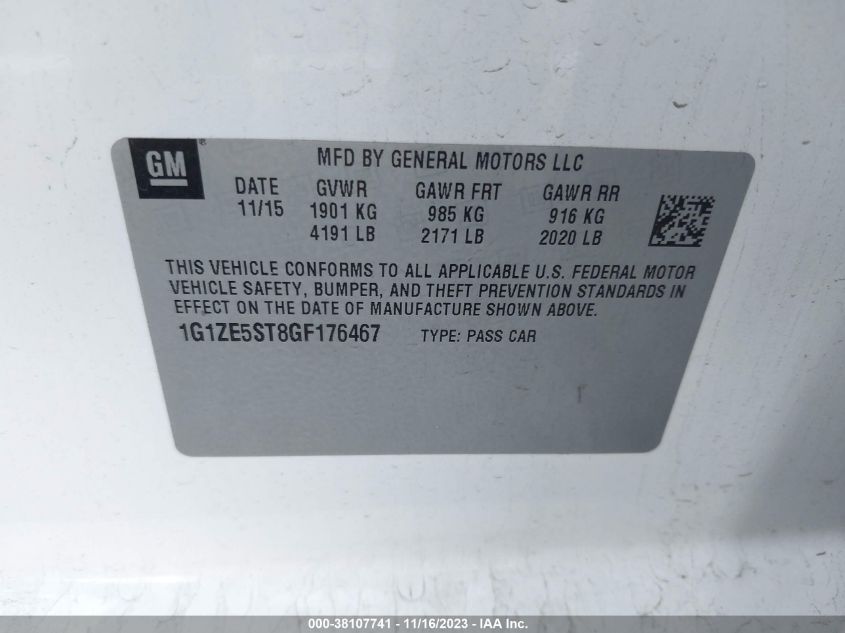 GM ®
MFD BY GENERAL MOTORS LLC
DATE GVWR GAWR FRT GAWR RR
11/15 1901 KG 985 KG 916 KG
4191 LB 2171 LB 2020 LB
THIS VEHICLE CONFORMS TO ALL APPLICABLE U.S. FEDERAL MOTOR
VEHICLE SAFETY, BUMPER, AND THEFT PREVENTION STANDARDS IN
EFFECT ON THE DATE OF MANUFACTURE SHOWN ABOVE.
1G1ZE5ST8GF176467 TYPE: PASS CAR
000-38107741 - 11/16/2023 - IAA Inc.